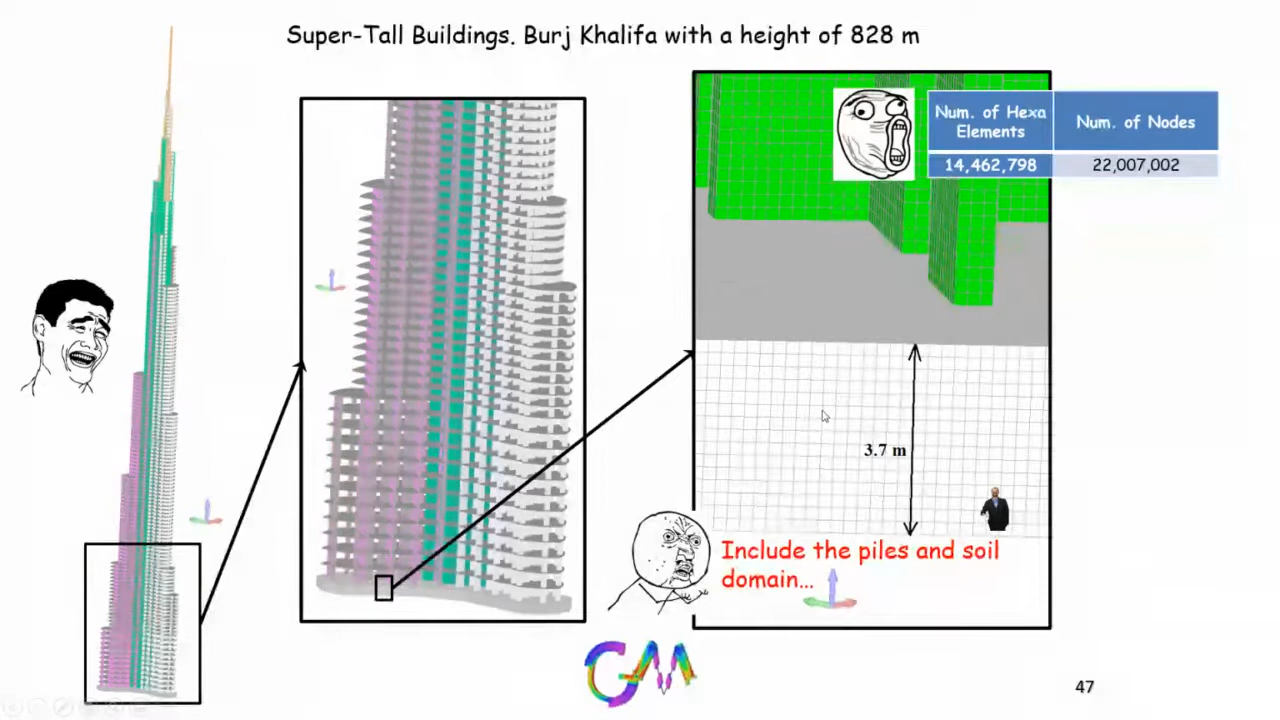 Super-Tall Buildings. Burj Khalifa with a height of 828 m
Num. of Hexa
Elements
Num. of Nodes
14,462,798
22,007,002
3.7 m
Include the piles and soil
domain...
47